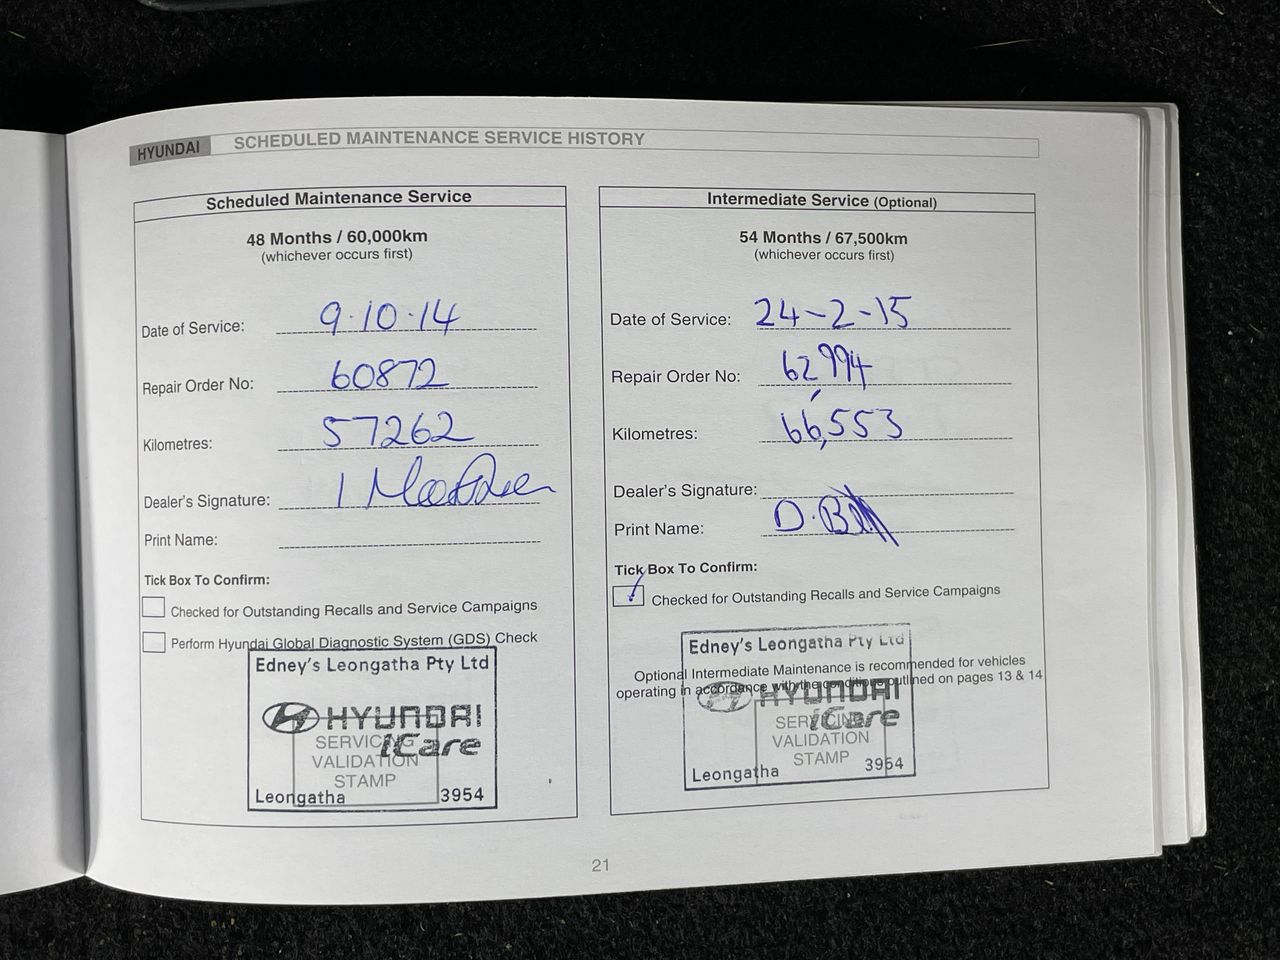 HYUNDAI SCHEDULED MAINTENANCE SERVICE HISTORY
Scheduled Maintenance Service
48 Months / 60,000km
(whichever occurs first)
Date of Service: 9.10.14
Repair Order No: 60872
Kilometres: 57262
Dealer's Signature:
Print Name:
Tick Box To Confirm:
Checked for Outstanding Recalls and Service Campaigns
Perform Hyundai Global Diagnostic System (GDS) Check
Edney's Leongatha Pty Ltd
HYUNDAI
iCare
SERVICING
VALIDATION
STAMP
Leongatha 3954
Intermediate Service (Optional)
54 Months / 67,500km
(whichever occurs first)
Date of Service: 24-2-15
Repair Order No: 62994
Kilometres: 66,553
Dealer's Signature:
Print Name: D.
Tick Box To Confirm:
Checked for Outstanding Recalls and Service Campaigns
Edney's Leongatha Pty Ltd
Optional Intermediate Maintenance is recommended for vehicles
operating in accordance with the conditions outlined on pages 13 & 14
HYUNDAI
iCare
SERVICING
VALIDATION
STAMP
Leongatha 3954
21